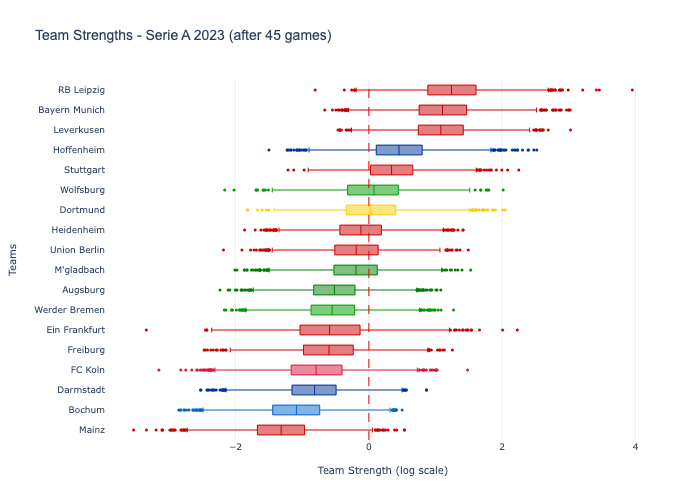 Team Strengths - Serie A 2023 (after 45 games)
RB Leipzig
Bayern Munich
Leverkusen
Hoffenheim
Stuttgart
Wolfsburg
Dortmund
Heidenheim
Union Berlin
M'gladbach
Augsburg
Werder Bremen
Ein Frankfurt
Freiburg
FC Koln
Darmstadt
Bochum
Mainz
Teams
−2 0 2 4
Team Strength (log scale)